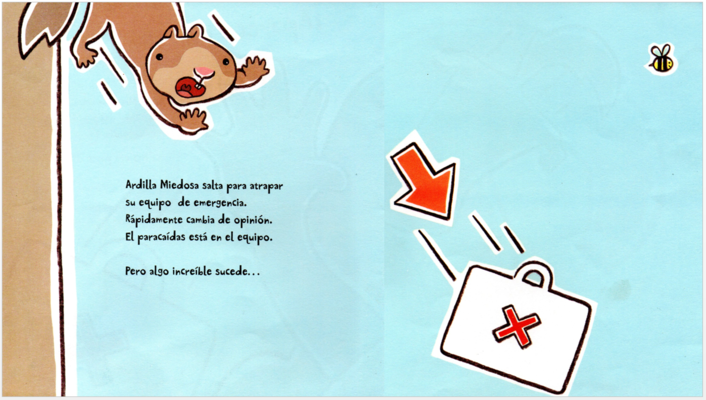 Ardilla Miedosa salta para atrapar
su equipo de emergencia.
Rápidamente cambia de opinión.
El paracaídas está en el equipo.
Pero algo increíble sucede...